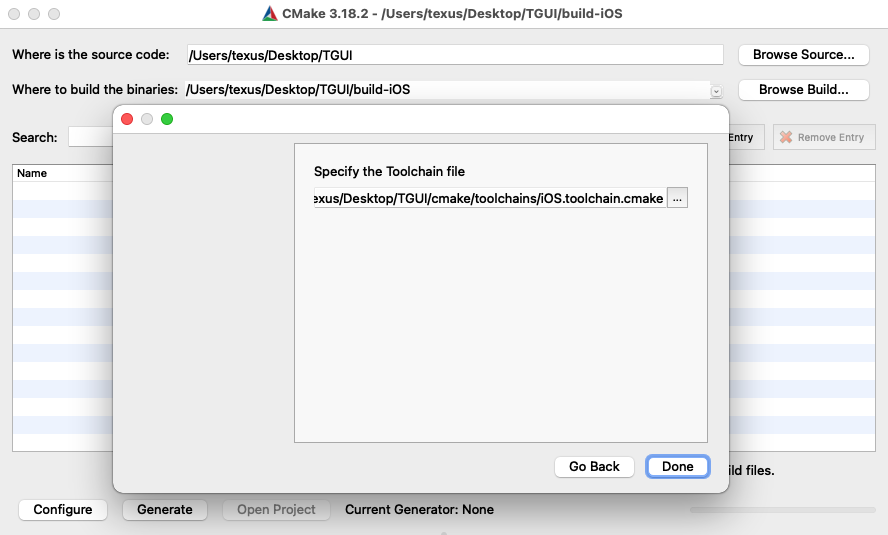 CMake 3.18.2 - /Users/texus/Desktop/TGUI/build-iOS
Where is the source code: /Users/texus/Desktop/TGUI Browse Source...
Where to build the binaries: /Users/texus/Desktop/TGUI/build-iOS Browse Build...
Search: Entry Remove Entry
Name
Specify the Toolchain file
exus/Desktop/TGUI/cmake/toolchains/iOS.toolchain.cmake ...
Go Back Done
ild files.
Configure Generate Open Project Current Generator: None